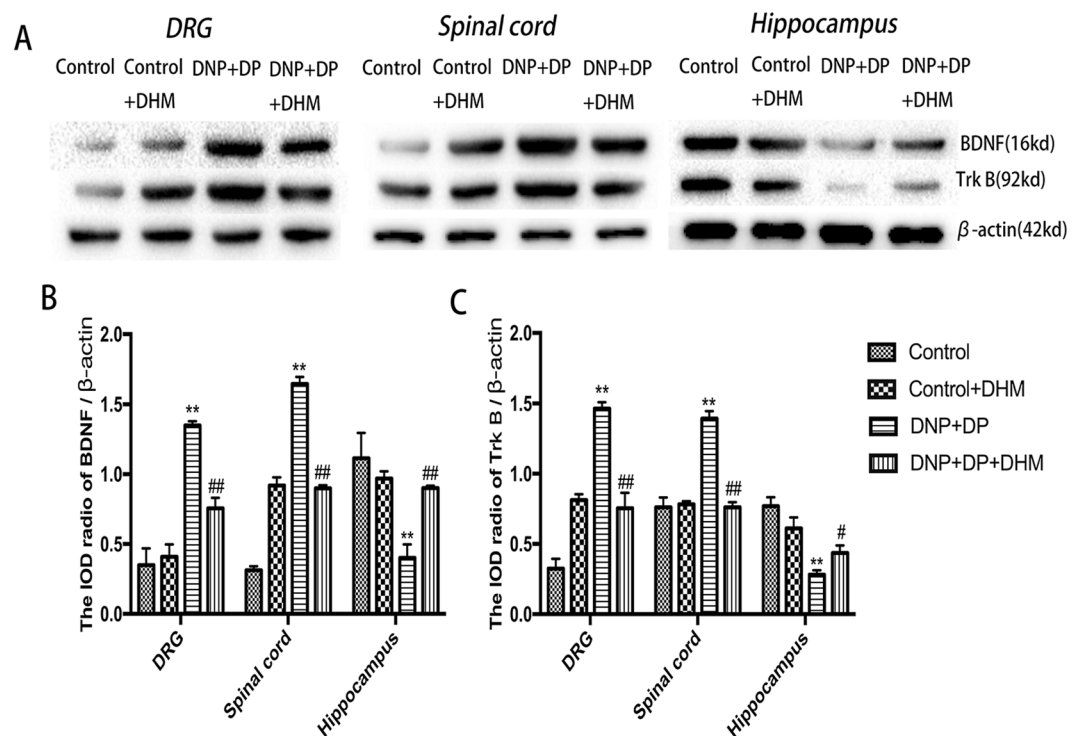 A
DRG
Spinal cord
Hippocampus
Control Control DNP+DP DNP+DP
+DHM +DHM
Control Control DNP+DP DNP+DP
+DHM +DHM
Control Control DNP+DP DNP+DP
+DHM +DHM
BDNF(16kd)
Trk B(92kd)
β-actin(42kd)
B
The IOD radio of BDNF / β-actin
2.0
1.5
1.0
0.5
0.0
**
##
**
##
**
##
DRG
Spinal cord
Hippocampus
C
The IOD radio of Trk B / β-actin
2.0
1.5
1.0
0.5
0.0
**
##
**
##
**
#
DRG
Spinal cord
Hippocampus
Control
Control+DHM
DNP+DP
DNP+DP+DHM